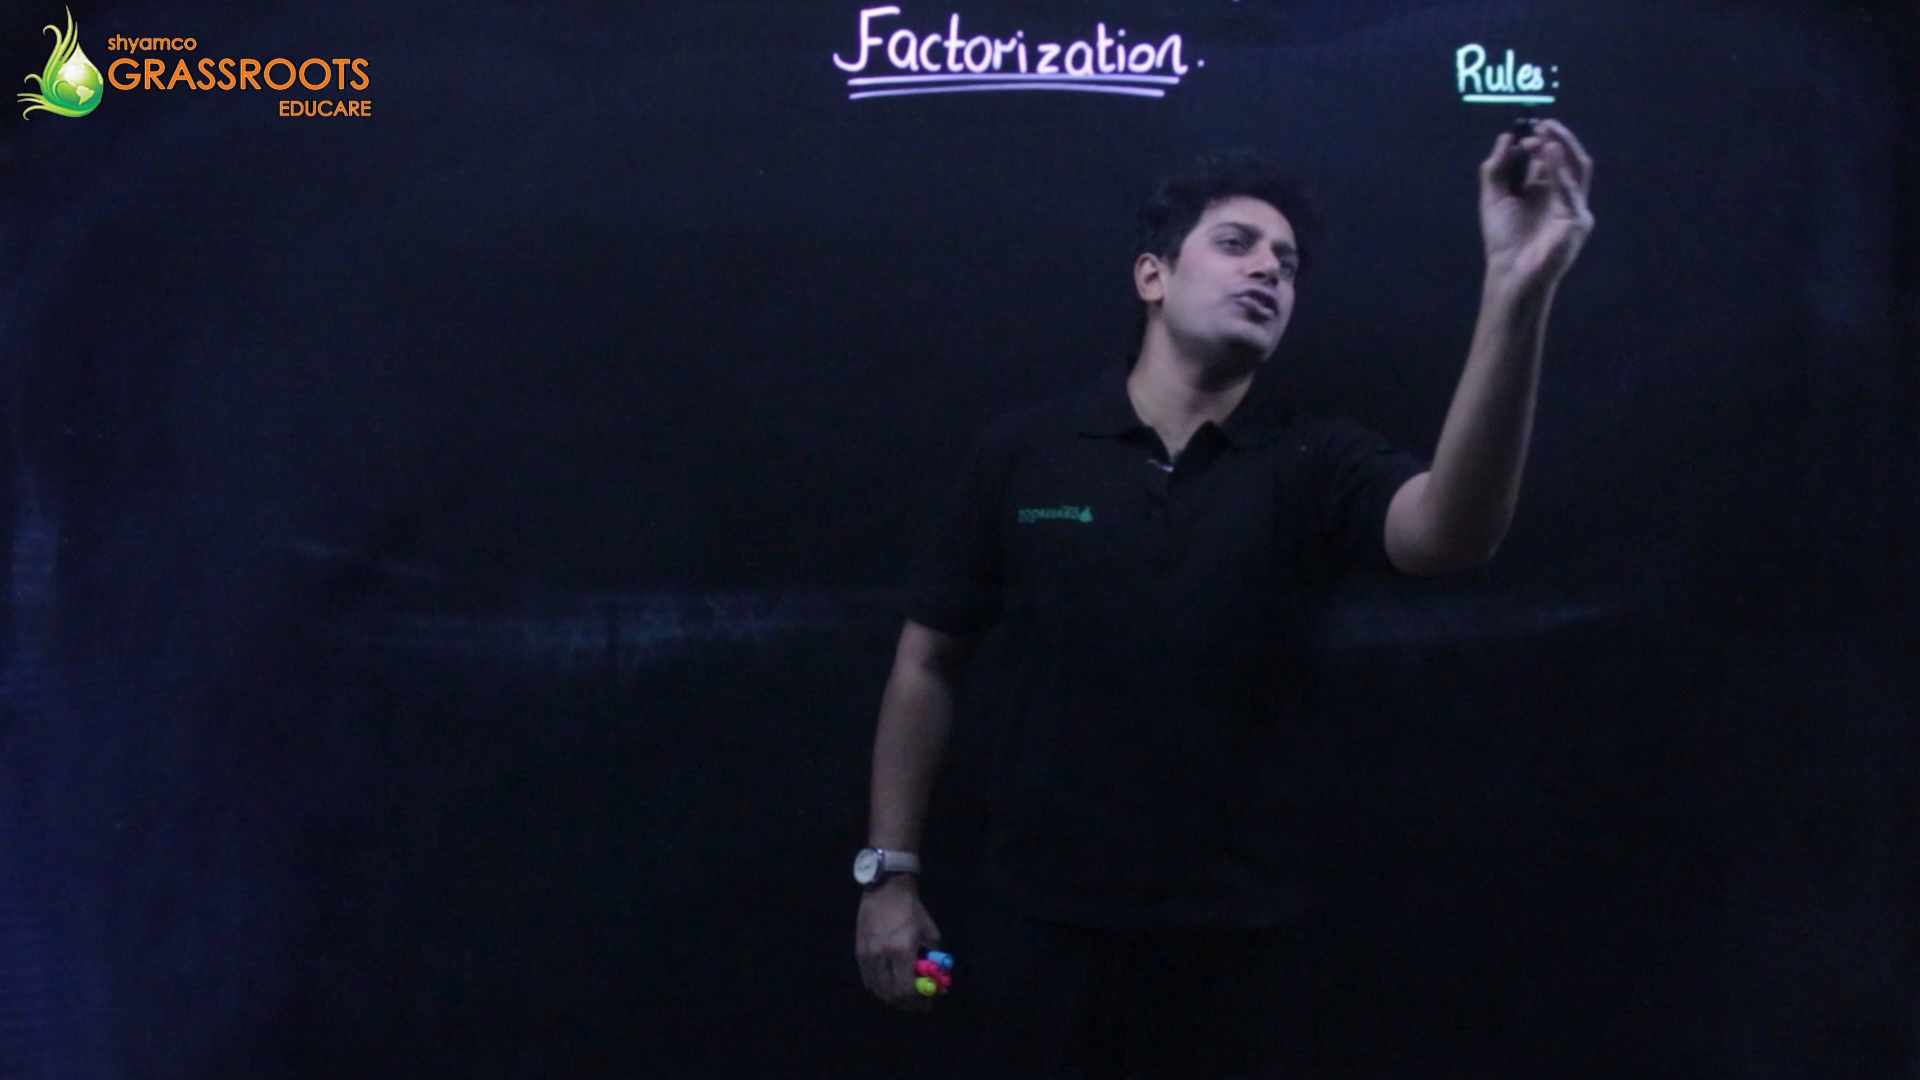 shyamco
GRASSROOTS
EDUCARE
Factorization.
Rules: